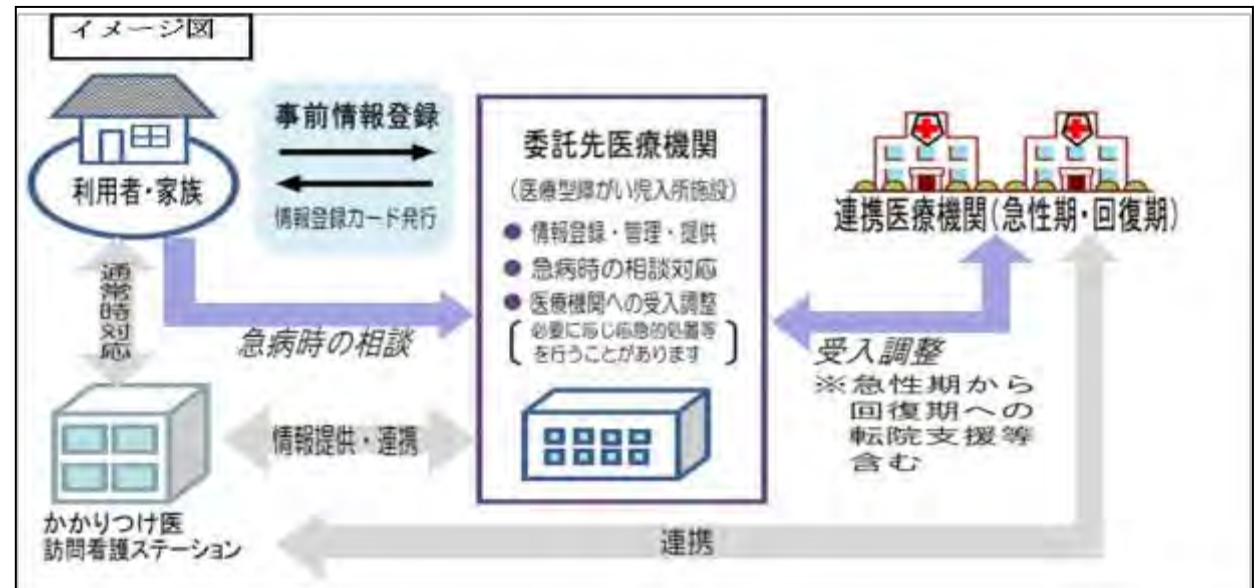 イメージ図
利用者・家族
事前情報登録
情報登録カード発行
委託先医療機関
(医療型障がい児入所施設)
● 情報登録・管理・提供
● 急病時の相談対応
● 医療機関への受入調整
必要に応じ応急的処置等
を行うことがあります
連携医療機関(急性期・回復期)
通常時対応
急病時の相談
受入調整
※急性期から
回復期への
転院支援等
含む
情報提供・連携
かかりつけ医
訪問看護ステーション
連携